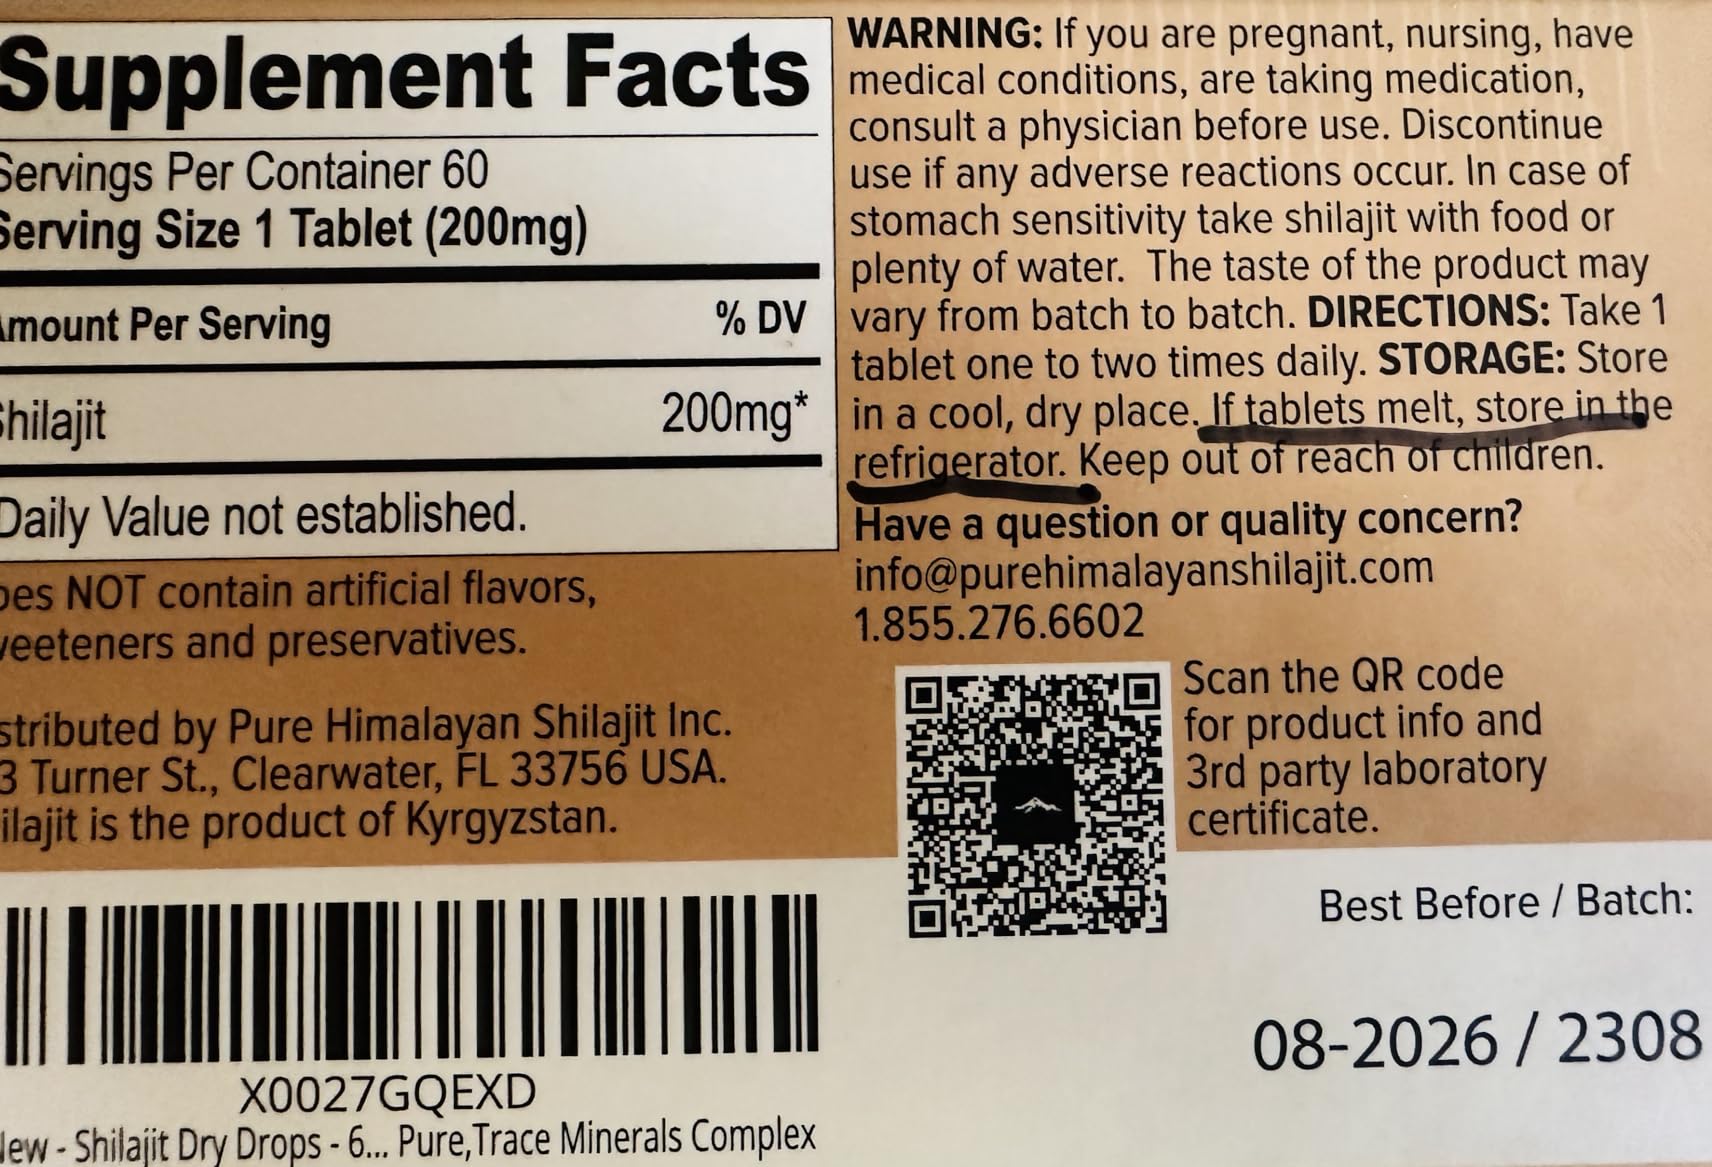 Supplement Facts
Servings Per Container 60
Serving Size 1 Tablet (200mg)
Amount Per Serving % DV
Shilajit 200mg*
Daily Value not established.
oes NOT contain artificial flavors,
weeteners and preservatives.
stributed by Pure Himalayan Shilajit Inc.
3 Turner St., Clearwater, FL 33756 USA.
ilajit is the product of Kyrgyzstan.
X0027GQEXD
New - Shilajit Dry Drops - 6... Pure,Trace Minerals Complex
WARNING: If you are pregnant, nursing, have
medical conditions, are taking medication,
consult a physician before use. Discontinue
use if any adverse reactions occur. In case of
stomach sensitivity take shilajit with food or
plenty of water. The taste of the product may
vary from batch to batch. DIRECTIONS: Take 1
tablet one to two times daily. STORAGE: Store
in a cool, dry place. If tablets melt, store in the
refrigerator. Keep out of reach of children.
Have a question or quality concern?
info@purehimalayanshilajit.com
1.855.276.6602
Scan the QR code
for product info and
3rd party laboratory
certificate.
Best Before / Batch:
08-2026 / 2308